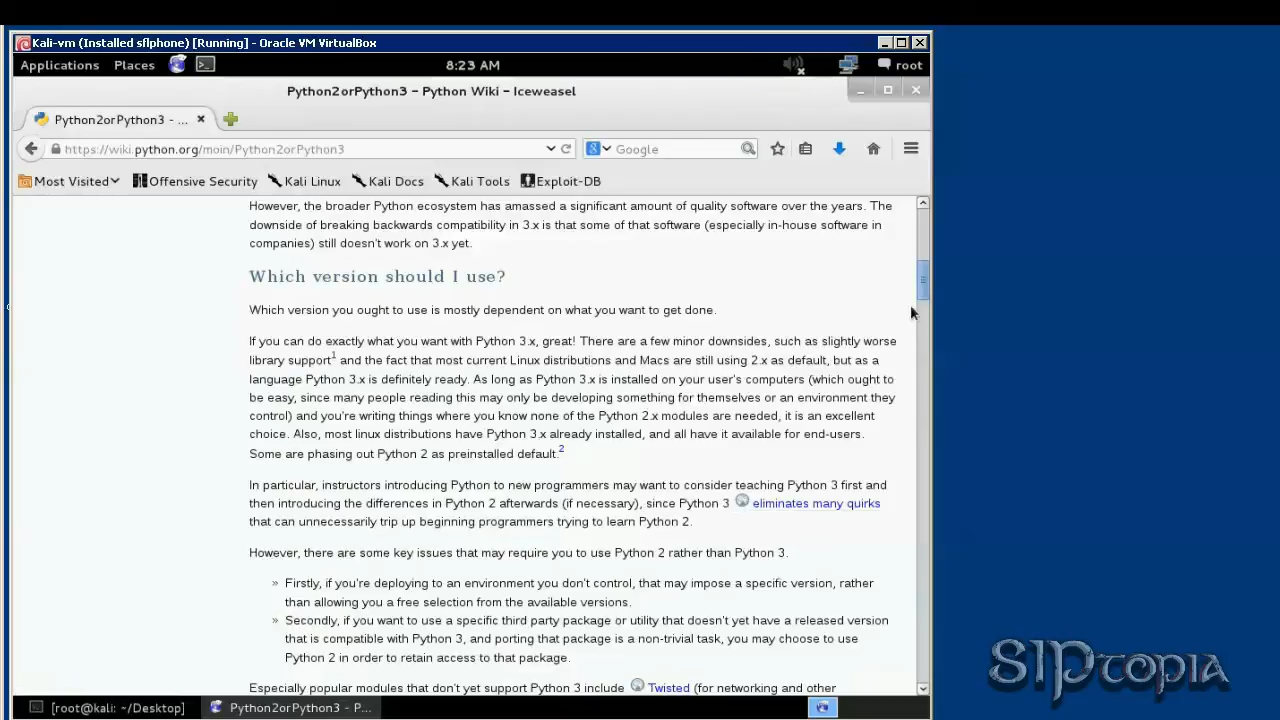 Kali-vm (Installed sflphone) [Running] - Oracle VM VirtualBox
Applications Places 8:23 AM root
Python2orPython3 – Python Wiki – Iceweasel
Python2orPython3 – ...
https://wiki.python.org/moin/Python2orPython3 Google
Most Visited Offensive Security Kali Linux Kali Docs Kali Tools Exploit-DB
However, the broader Python ecosystem has amassed a significant amount of quality software over the years. The
downside of breaking backwards compatibility in 3.x is that some of that software (especially in-house software in
companies) still doesn't work on 3.x yet.
Which version should I use?
Which version you ought to use is mostly dependent on what you want to get done.
If you can do exactly what you want with Python 3.x, great! There are a few minor downsides, such as slightly worse
library support1 and the fact that most current Linux distributions and Macs are still using 2.x as default, but as a
language Python 3.x is definitely ready. As long as Python 3.x is installed on your user's computers (which ought to
be easy, since many people reading this may only be developing something for themselves or an environment they
control) and you're writing things where you know none of the Python 2.x modules are needed, it is an excellent
choice. Also, most linux distributions have Python 3.x already installed, and all have it available for end-users.
Some are phasing out Python 2 as preinstalled default.2
In particular, instructors introducing Python to new programmers may want to consider teaching Python 3 first and
then introducing the differences in Python 2 afterwards (if necessary), since Python 3 eliminates many quirks
that can unnecessarily trip up beginning programmers trying to learn Python 2.
However, there are some key issues that may require you to use Python 2 rather than Python 3.
» Firstly, if you're deploying to an environment you don't control, that may impose a specific version, rather
than allowing you a free selection from the available versions.
» Secondly, if you want to use a specific third party package or utility that doesn't yet have a released version
that is compatible with Python 3, and porting that package is a non-trivial task, you may choose to use
Python 2 in order to retain access to that package.
Especially popular modules that don't yet support Python 3 include Twisted (for networking and other
SIPtopia
[root@kali: ~/Desktop] Python2orPython3 – P...